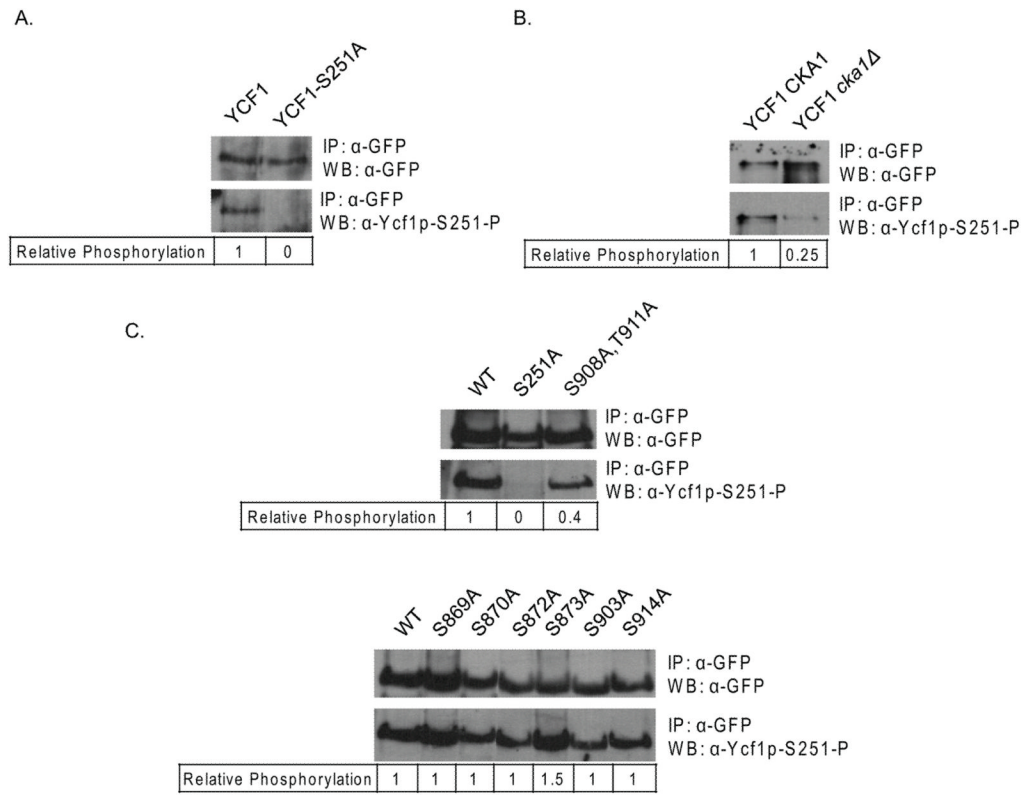 A.
YCF1
YCF1-S251A
IP: α-GFP
WB: α-GFP
IP: α-GFP
WB: α-Ycf1p-S251-P
Relative Phosphorylation 1 0
B.
YCF1 CKA1
YCF1 cka1Δ
IP: α-GFP
WB: α-GFP
IP: α-GFP
WB: α-Ycf1p-S251-P
Relative Phosphorylation 1 0.25
C.
WT
S251A
S908A,T911A
IP: α-GFP
WB: α-GFP
IP: α-GFP
WB: α-Ycf1p-S251-P
Relative Phosphorylation 1 0 0.4
WT
S869A
S870A
S872A
S873A
S903A
S914A
IP: α-GFP
WB: α-GFP
IP: α-GFP
WB: α-Ycf1p-S251-P
Relative Phosphorylation 1 1 1 1 1.5 1 1